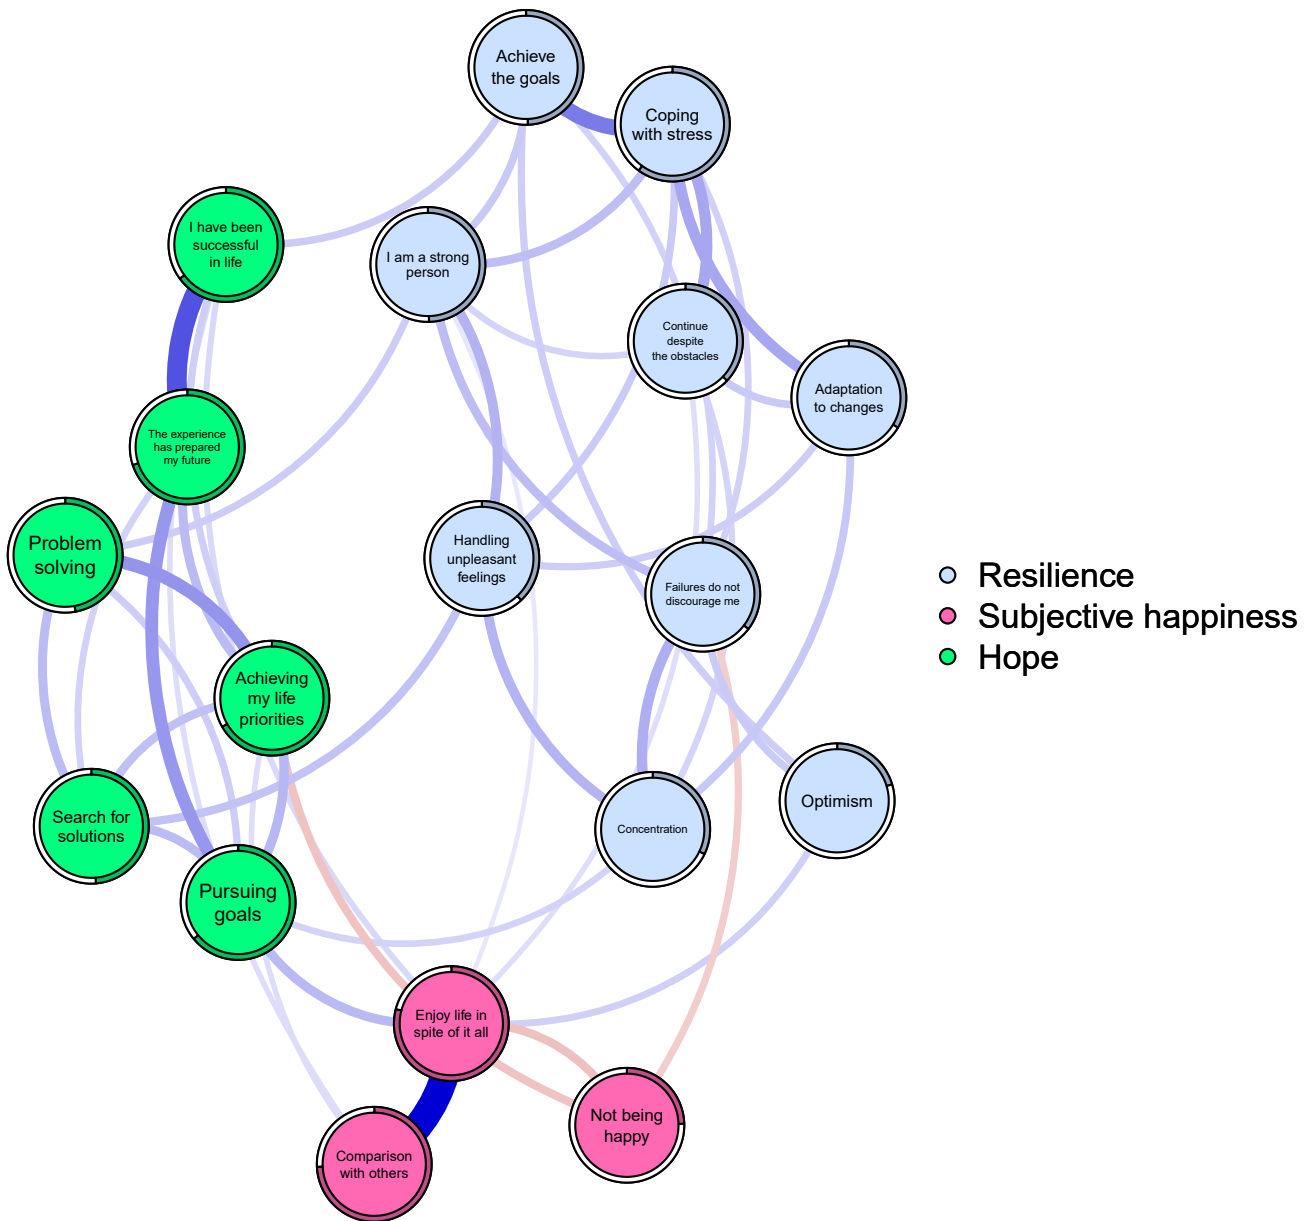 Achieve
the goals
Coping
with stress
I have been
successful
in life
I am a strong
person
Continue
despite
the obstacles
Adaptation
to changes
The experience
has prepared
my future
Problem
solving
Handling
unpleasant
feelings
Failures do not
discourage me
Resilience
Subjective happiness
Hope
Achieving
my life
priorities
Search for
solutions
Concentration
Optimism
Pursuing
goals
Enjoy life in
spite of it all
Not being
happy
Comparison
with others